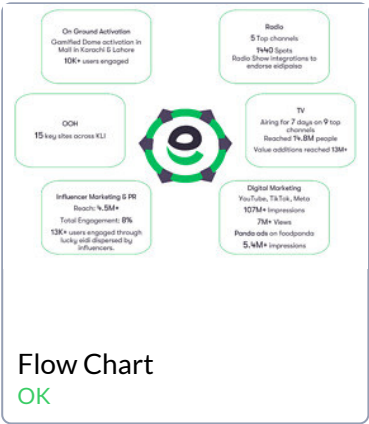 On Ground Activation
Gamified Dome activation in
Mall in Karachi & Lahore
10K+ users engaged
Radio
5 Top channels
1440 Spots
Radio Show integrations to
endorse eidipaisa
OOH
15 key sites across KLI
TV
Airing for 7 days on 9 top
channels
Reached 14.8M people
Value additions reached 13M+
Influencer Marketing & PR
Reach: 4.5M+
Total Engagement: 8%
13K+ users engaged through
lucky eidi dispersed by
influencers.
Digital Marketing
YouTube, TikTok, Meta
107M+ Impressions
7M+ Views
Panda ads on foodpanda
5.4M+ impressions
Flow Chart
OK